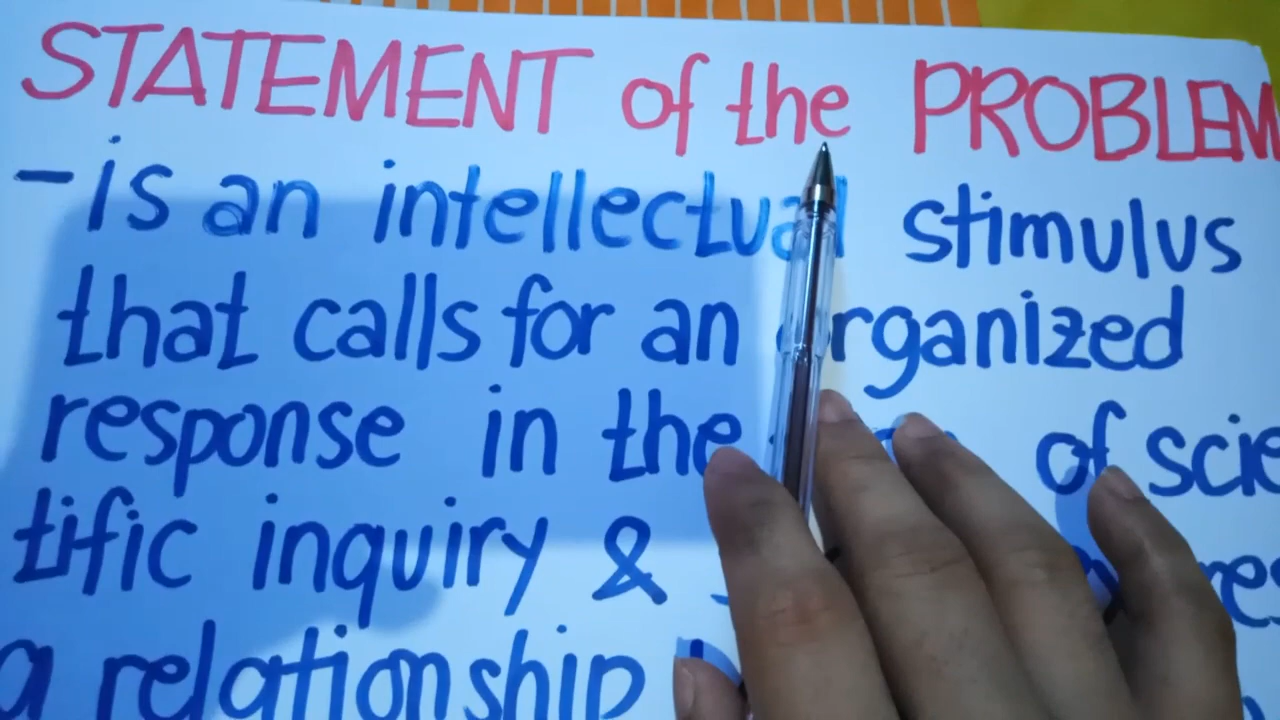 STATEMENT of the PROBLEM
- is an intellectual stimulus
that calls for an organized
response in the of scie
tific inquiry &
a relationship